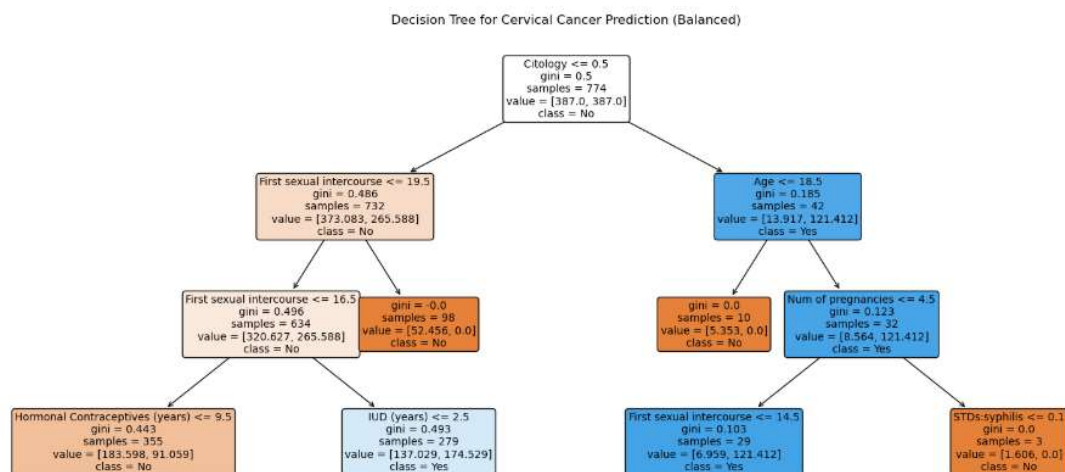 Decision Tree for Cervical Cancer Prediction (Balanced)
Citology <= 0.5
gini = 0.5
samples = 774
value = [387.0, 387.0]
class = No
First sexual intercourse <= 19.5
gini = 0.486
samples = 732
value = [373.083, 265.588]
class = No
Age <= 18.5
gini = 0.185
samples = 42
value = [13.917, 121.412]
class = Yes
First sexual intercourse <= 16.5
gini = 0.496
samples = 634
value = [320.627, 265.588]
class = No
gini = -0.0
samples = 98
value = [52.456, 0.0]
class = No
gini = 0.0
samples = 10
value = [5.353, 0.0]
class = No
Num of pregnancies <= 4.5
gini = 0.123
samples = 32
value = [8.564, 121.412]
class = Yes
Hormonal Contraceptives (years) <= 9.5
gini = 0.443
samples = 355
value = [183.598, 91.059]
class = No
IUD (years) <= 2.5
gini = 0.493
samples = 279
value = [137.029, 174.529]
class = Yes
First sexual intercourse <= 14.5
gini = 0.103
samples = 29
value = [6.959, 121.412]
class = Yes
STDs:syphilis <= 0.1
gini = 0.0
samples = 3
value = [1.606, 0.0]
class = No